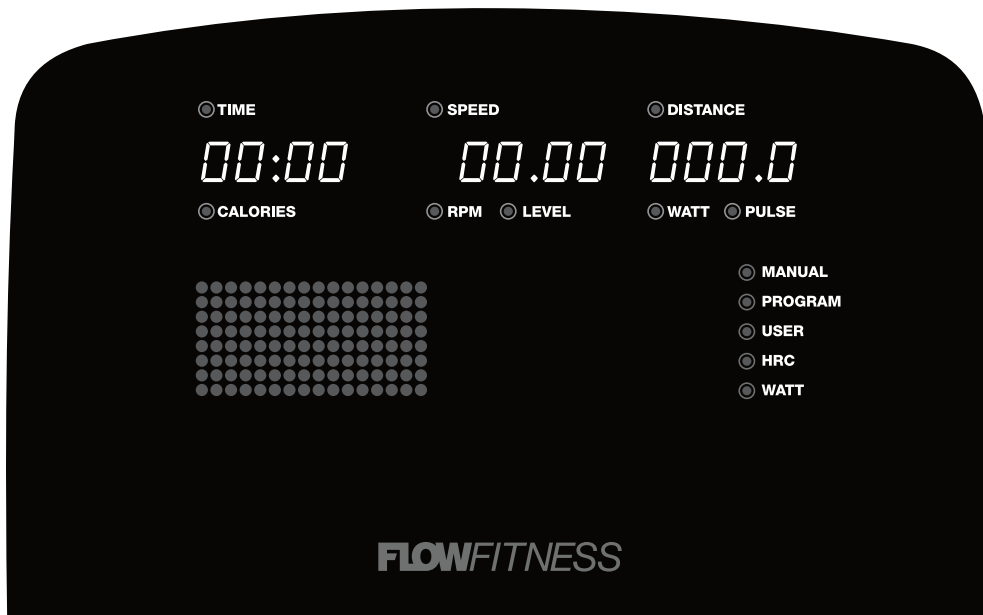 TIME SPEED DISTANCE
00:00 00.00 000.0
CALORIES RPM LEVEL WATT PULSE
MANUAL
PROGRAM
USER
HRC
WATT
FLOWFITNESS